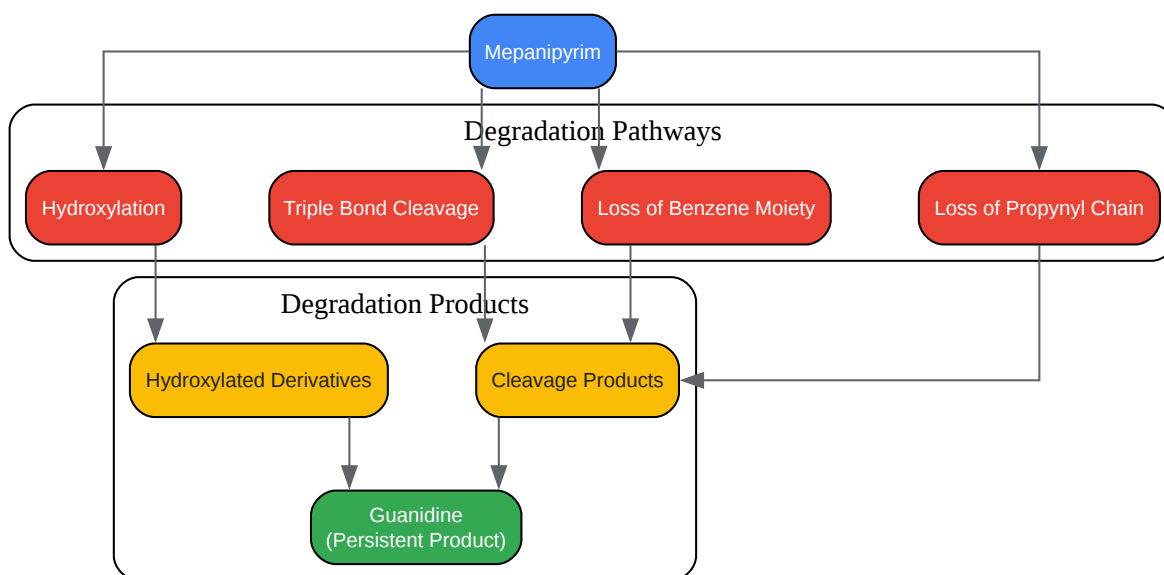 Mepanipyrim
Degradation Pathways
Hydroxylation
Triple Bond Cleavage
Loss of Benzene Moiety
Loss of Propynyl Chain
Degradation Products
Hydroxylated Derivatives
Cleavage Products
Guanidine
(Persistent Product)